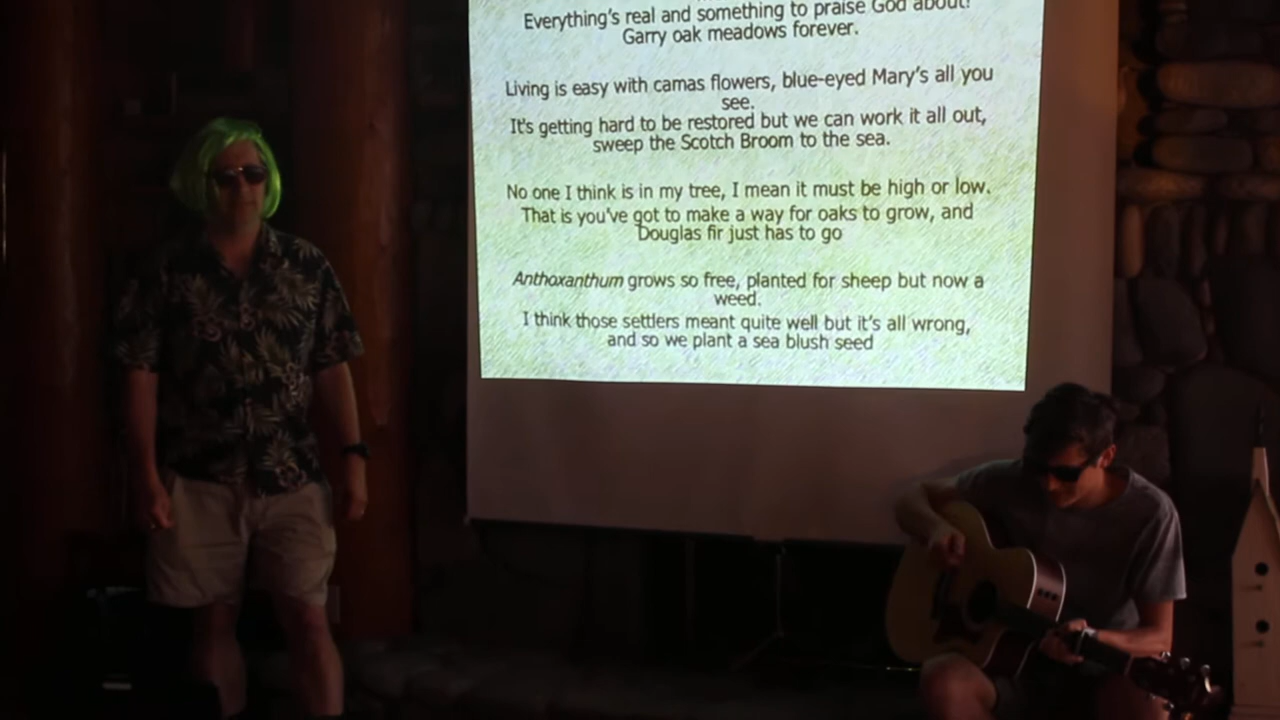 Everything's real and something to praise God about!
Garry oak meadows forever.
Living is easy with camas flowers, blue-eyed Mary's all you
see.
It's getting hard to be restored but we can work it all out,
sweep the Scotch Broom to the sea.
No one I think is in my tree, I mean it must be high or low.
That is you've got to make a way for oaks to grow, and
Douglas fir just has to go
Anthoxanthum grows so free, planted for sheep but now a
weed.
I think those settlers meant quite well but it's all wrong,
and so we plant a sea blush seed